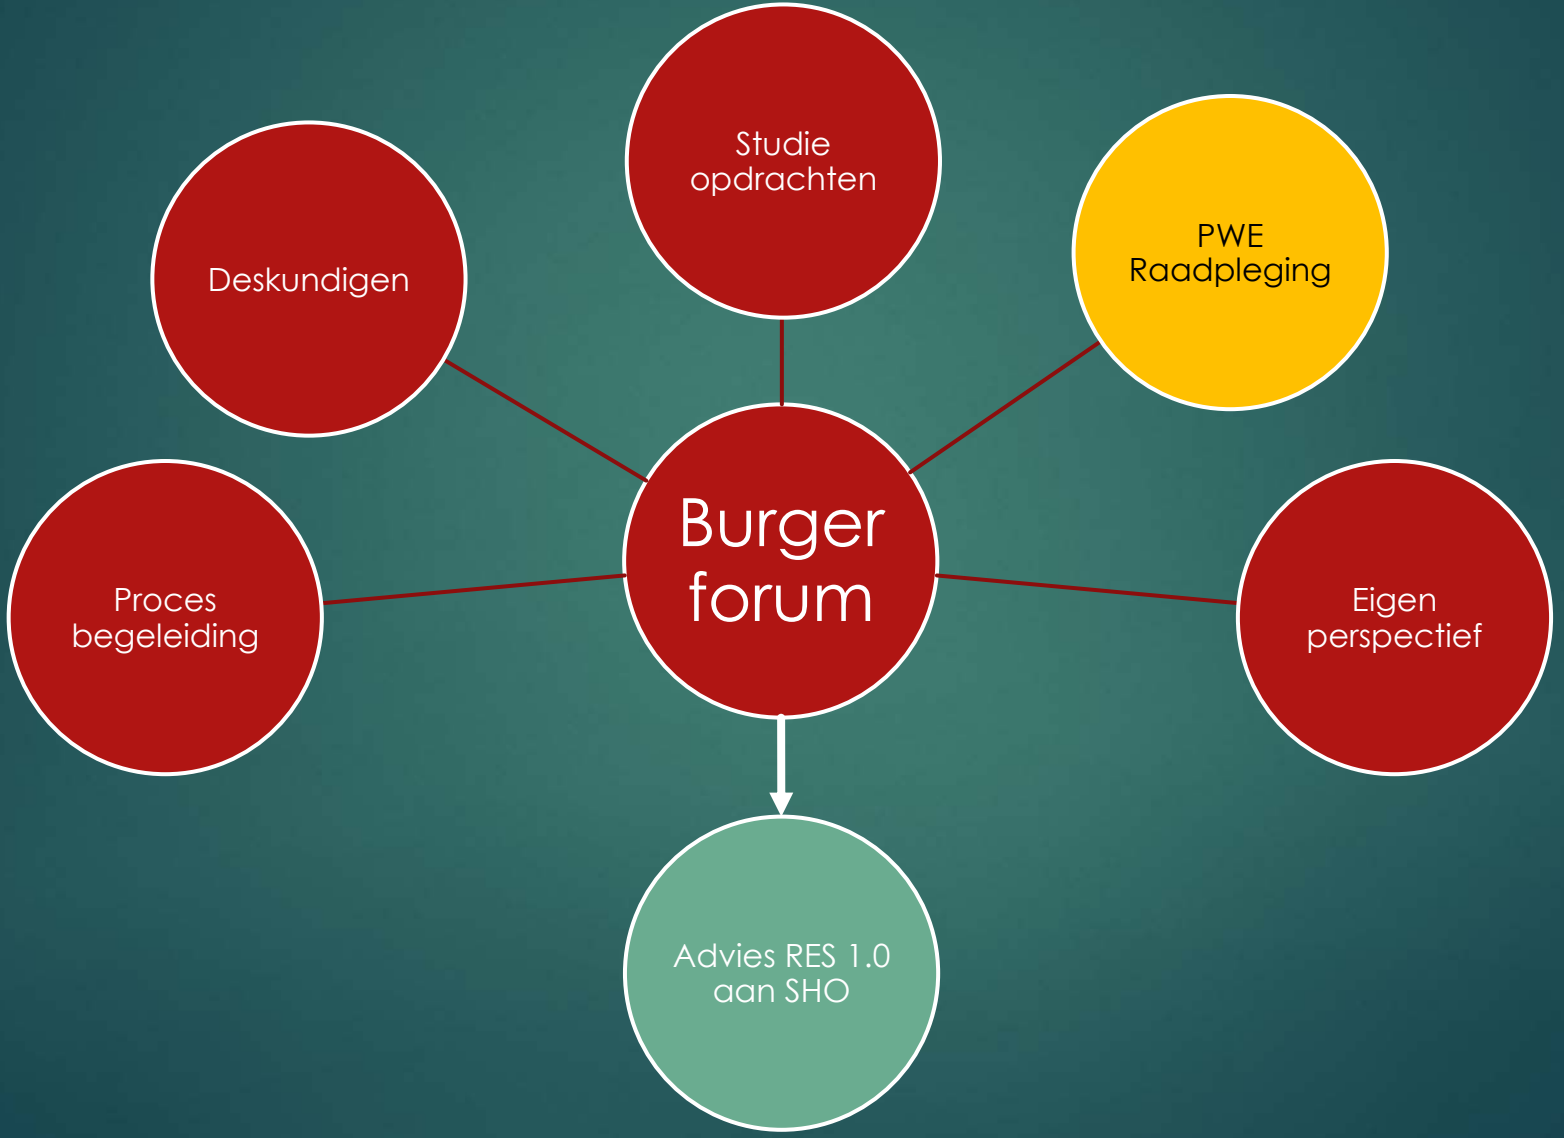 Studie
opdrachten
PWE
Raadpleging
Deskundigen
Burger
forum
Proces
begeleiding
Eigen
perspectief
Advies RES 1.0
aan SHO